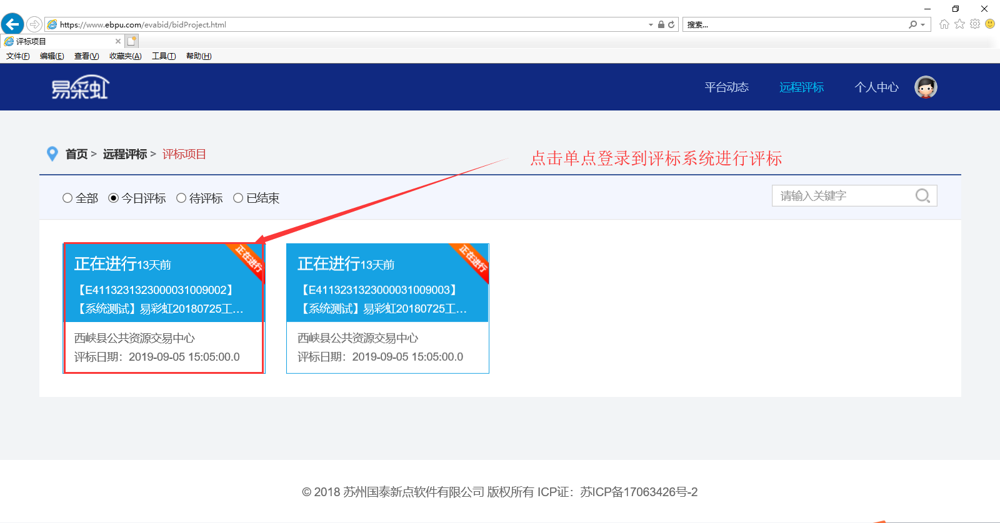 https://www.ebpu.com/evabid/bidProject.html
搜索...
评标项目
文件(F) 编辑(E) 查看(V) 收藏夹(A) 工具(T) 帮助(H)
易采虹
平台动态 远程评标 个人中心
首页 > 远程评标 > 评标项目
点击单点登录到评标系统进行评标
全部 今日评标 待评标 已结束
请输入关键字
正在进行13天前
正在进行
【E4113231323000031009002】
【系统测试】易彩虹20180725工...
西峡县公共资源交易中心
评标日期：2019-09-05 15:05:00.0
正在进行13天前
正在进行
【E4113231323000031009003】
【系统测试】易彩虹20180725工...
西峡县公共资源交易中心
评标日期：2019-09-05 15:05:00.0
© 2018 苏州国泰新点软件有限公司 版权所有 ICP证：苏ICP备17063426号-2